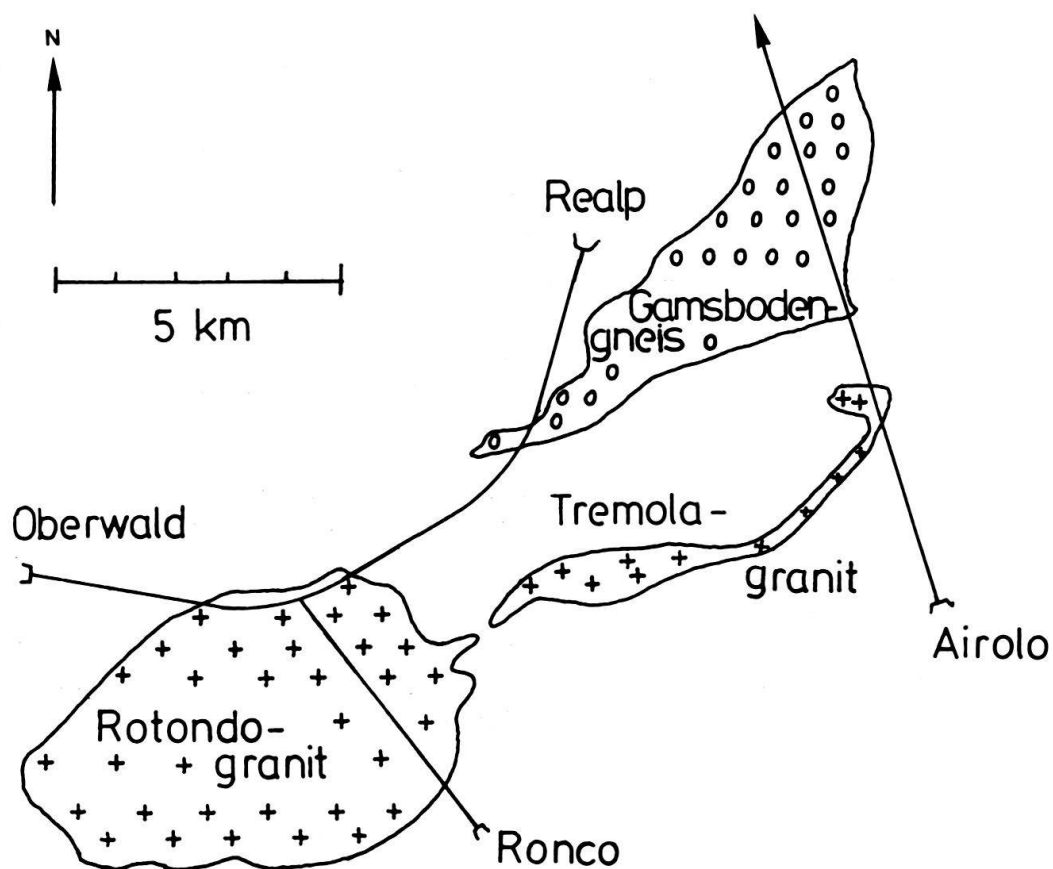 N
Realp
5 km
Gamsboden-
gneis
Oberwald
Tremola-
granit
Airolo
Rotondo-
granit
Ronco